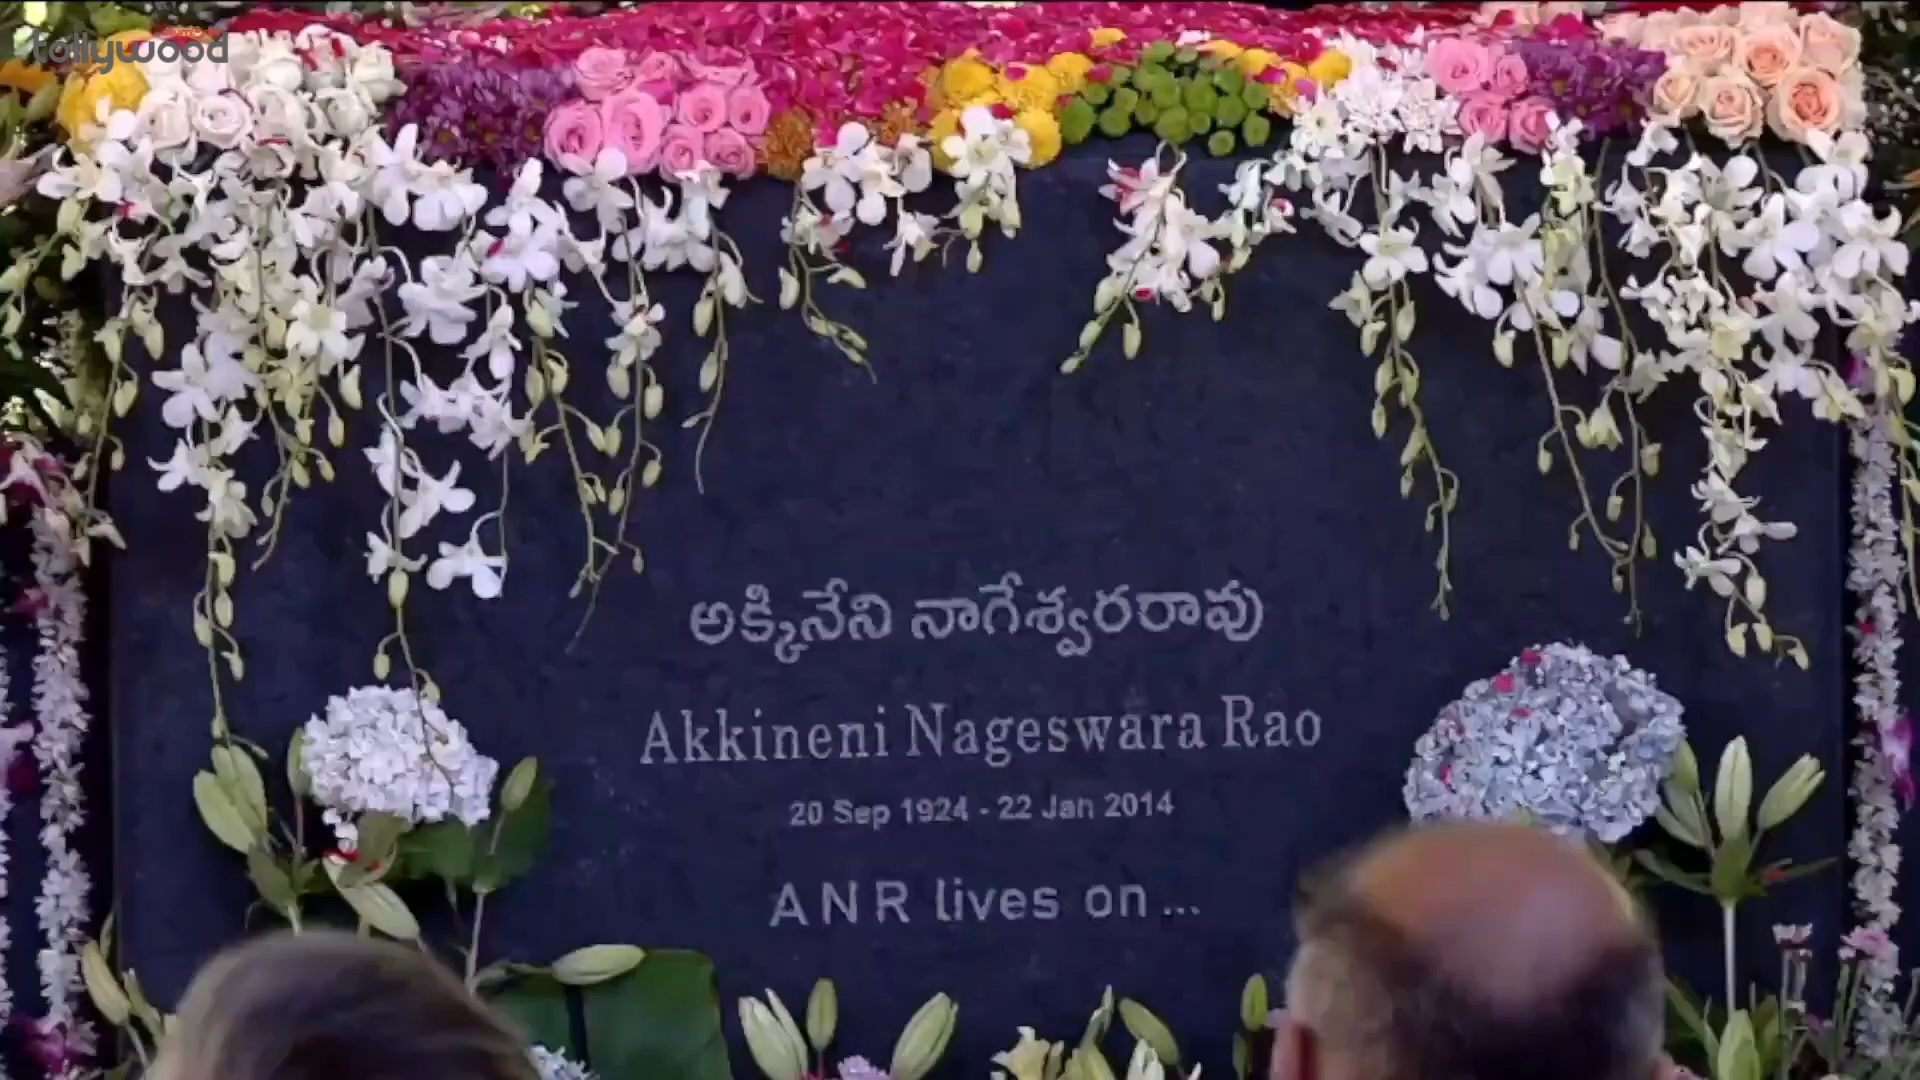 tollywood
అక్కినేని నాగేశ్వరరావు
Akkineni Nageswara Rao
20 Sep 1924 - 22 Jan 2014
ANR lives on ...